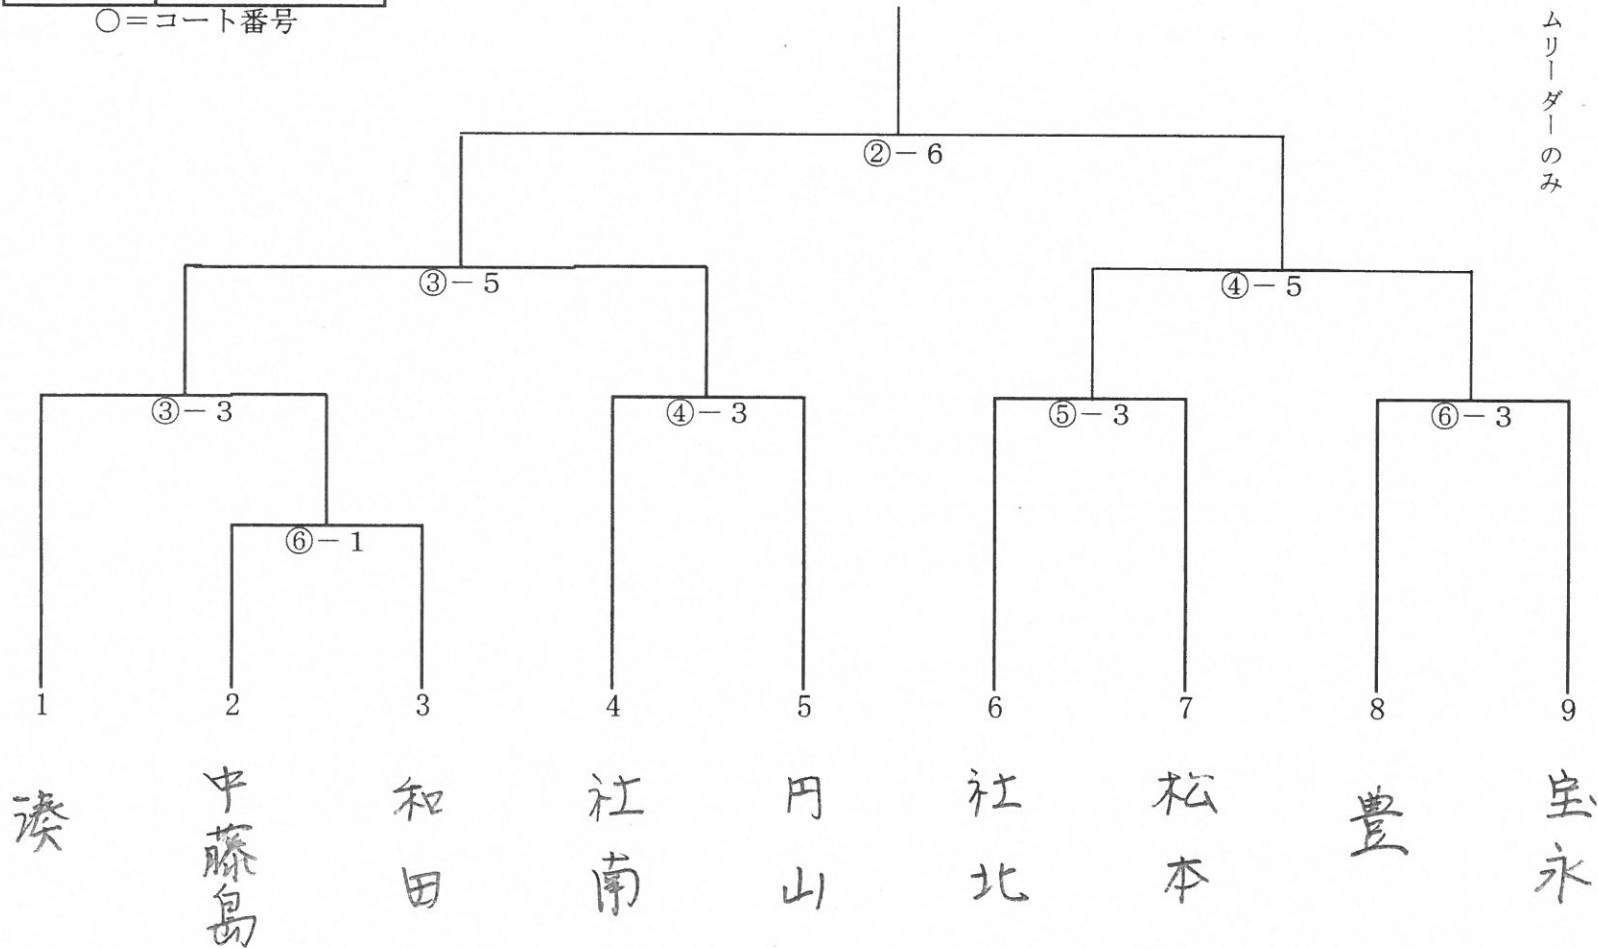 ○＝コート番号
ムリーダーのみ
②－6
③－5
④－5
③－3
④－3
⑤－3
⑥－3
⑥－1
1 2 3 4 5 6 7 8 9
湊
中藤島
和田
社南
円山
社北
松本
豊
宝永